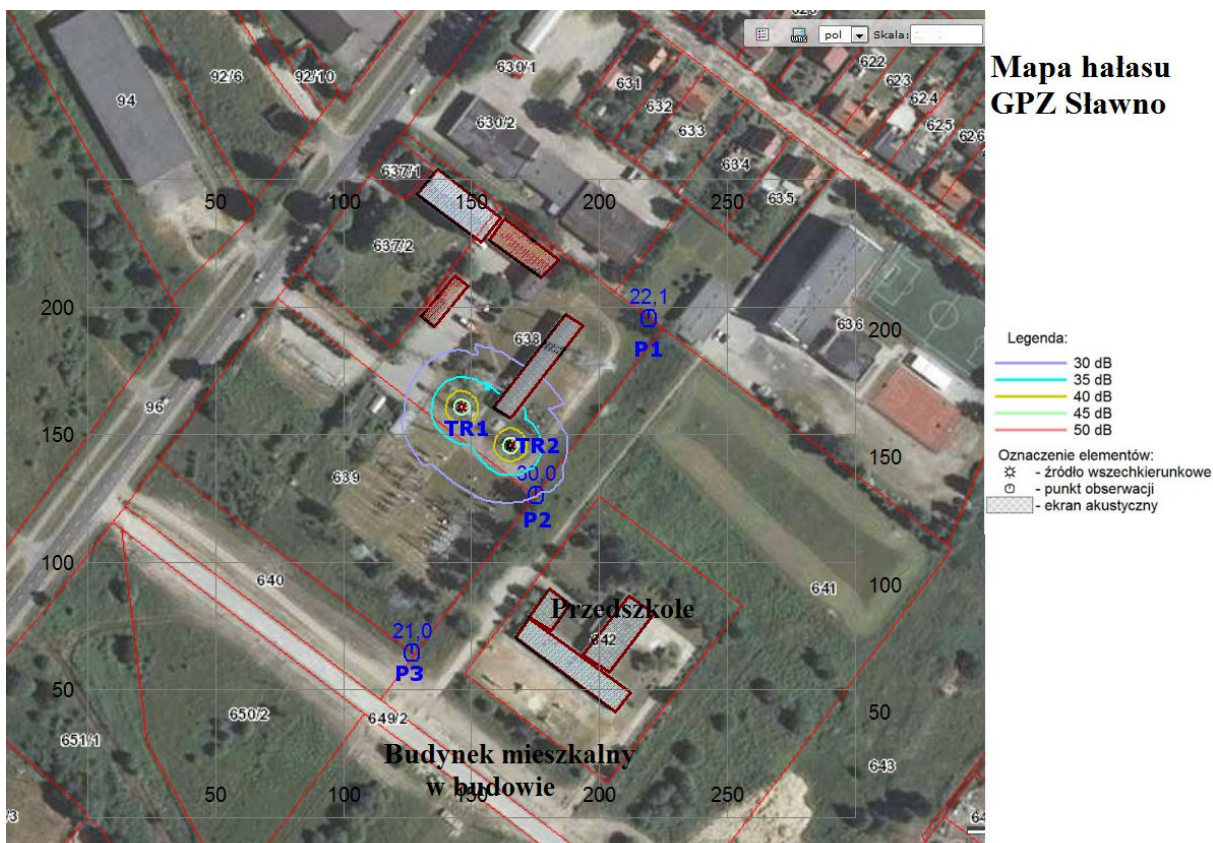 Mapa hałasu
GPZ Sławno
pol Skala:
622
623
624
625
92/6
92/10
94
630/1
631
632
633
634
635
630/2
637/1
50
100
150
200
250
637/2
200
22,1
P1
200
638
636
96
TR1
TR2
150
150
639
30,0
P2
100
100
640
641
Przedszkole
642
21,0
P3
50
50
650/2
649/2
651/1
Budynek mieszkalny
w budowie
643
50
100
150
200
250
Legenda:
30 dB
35 dB
40 dB
45 dB
50 dB
Oznaczenie elementów:
- źródło wszechkierunkowe
- punkt obserwacji
- ekran akustyczny